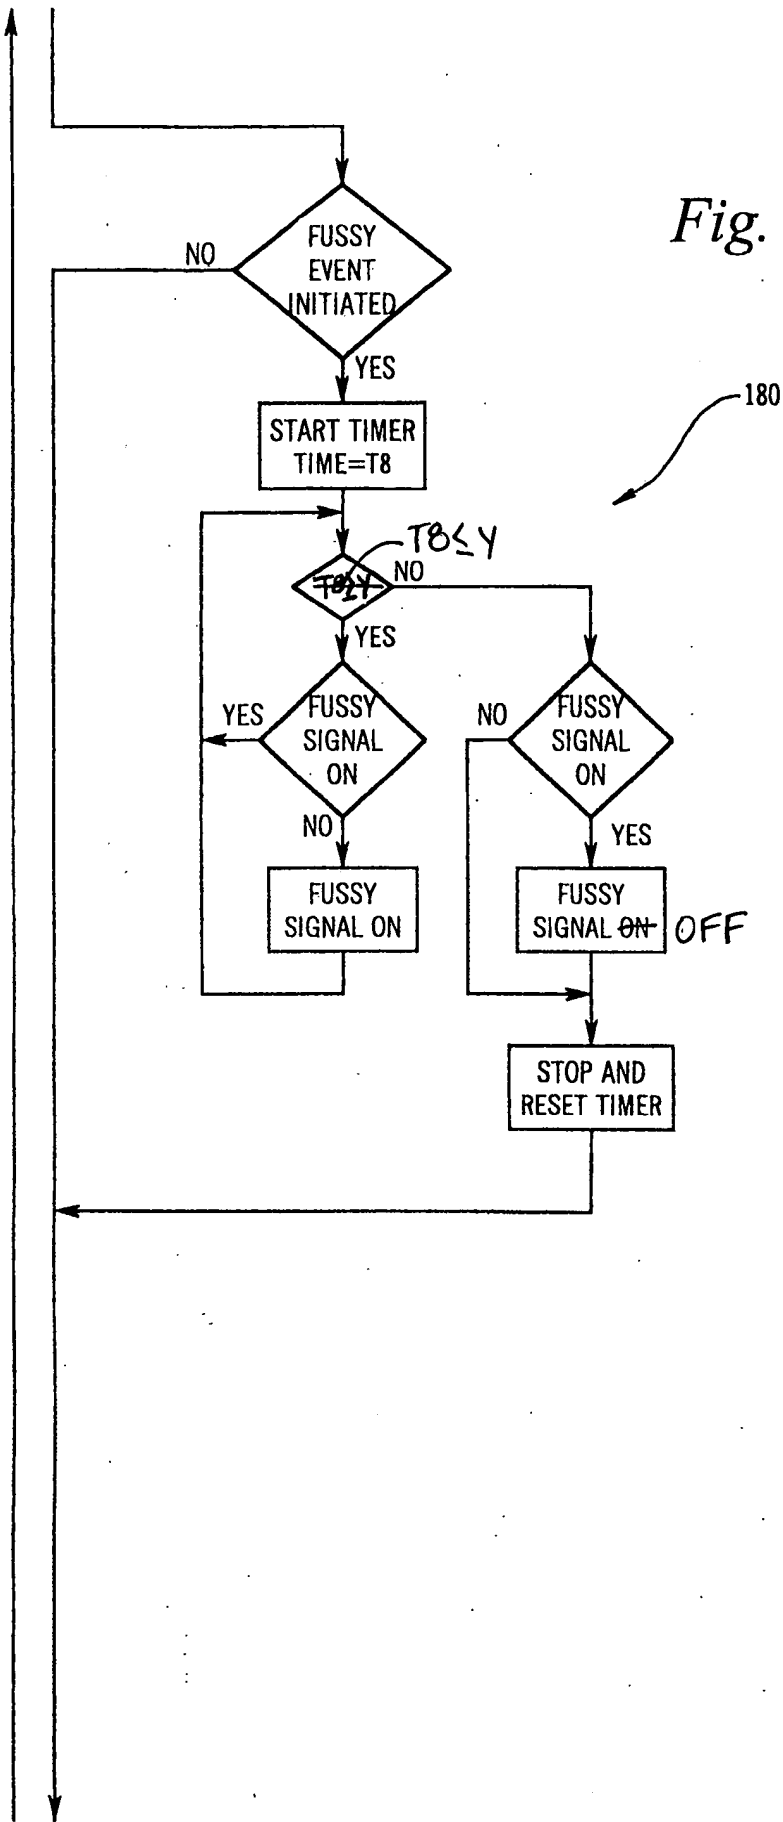 Fig.
FUSSY
EVENT
INITIATED
NO
YES
180
START TIMER
TIME=T8
T8≤Y
T8≥Y
NO
YES
FUSSY
SIGNAL
ON
YES
NO
FUSSY
SIGNAL
ON
NO
YES
FUSSY
SIGNAL ON
FUSSY
SIGNAL ON OFF
STOP AND
RESET TIMER